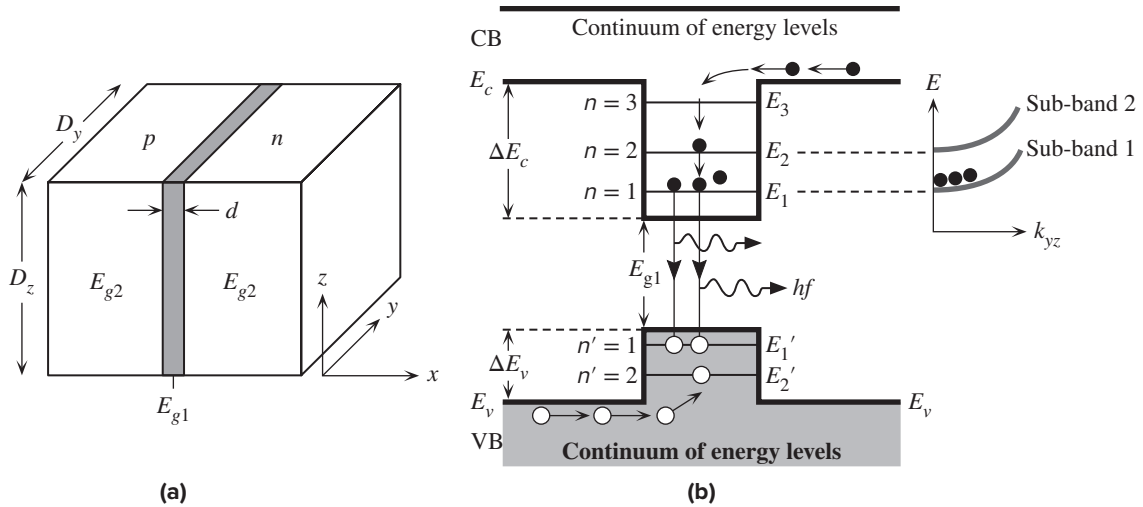 Continuum of energy levels
CB
E_c
E
D_y
p
n
n = 3
E_3
Sub-band 2
ΔE_c
n = 2
E_2
Sub-band 1
n = 1
E_1
d
k_yz
D_z
E_g2
E_g2
z
y
E_g1
hf
x
n' = 1
E_1'
ΔE_v
n' = 2
E_2'
E_g1
E_v
E_v
VB
Continuum of energy levels
(a)
(b)